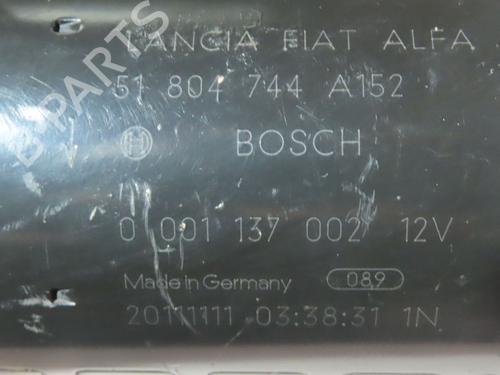 LANCIA FIAT ALFA
51 804 744 A152
BOSCH
0 001 137 002 12V
Made in Germany 089
20111111 03:38:31 1N
B-PARTS